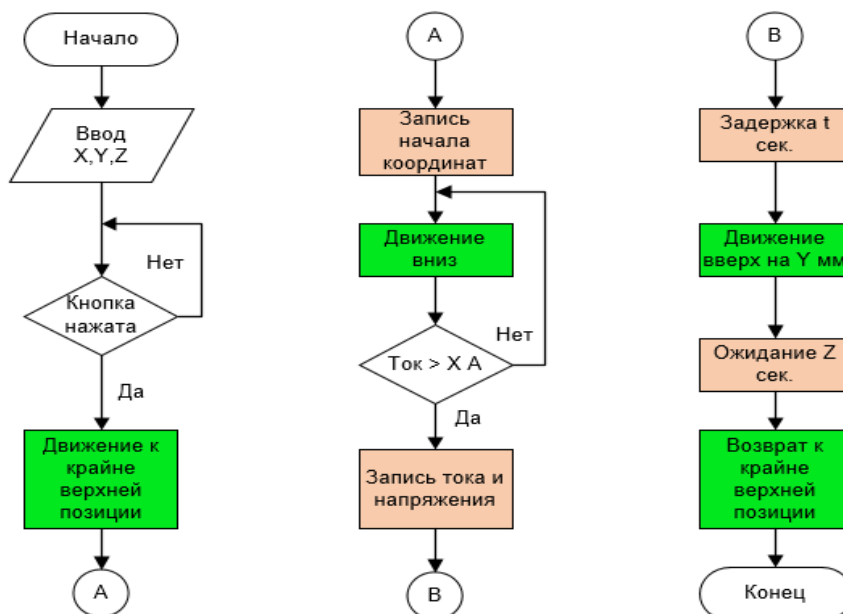 Начало
Ввод
X,Y,Z
Нет
Кнопка
нажата
Да
Движение к
крайне
верхней
позиции
A
A
Запись
начала
координат
Движение
вниз
Нет
Ток > X A
Да
Запись тока и
напряжения
B
B
Задержка t
сек.
Движение
вверх на Y мм
Ожидание Z
сек.
Возврат к
крайне
верхней
позиции
Конец